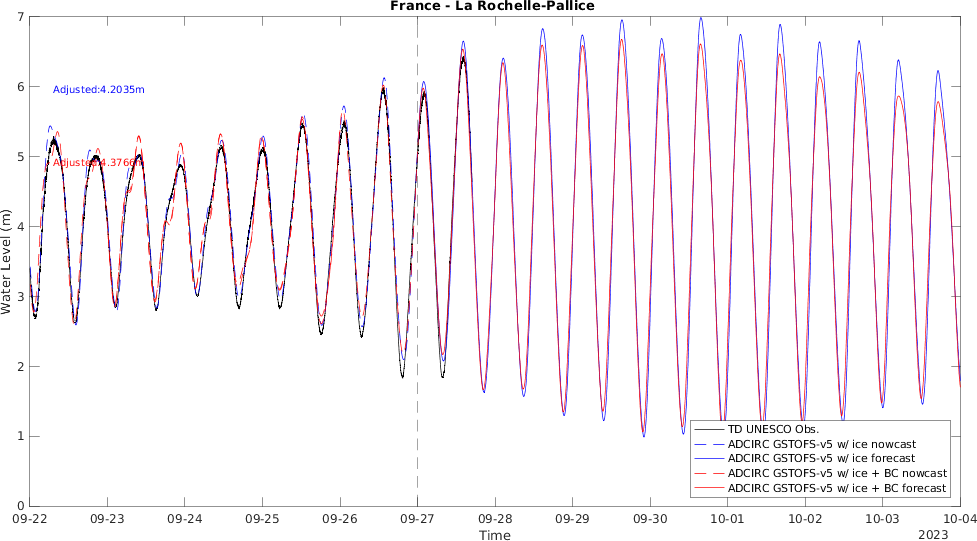 France - La Rochelle-Pallice
7
6
5
4
3
2
1
0
Water Level (m)
Adjusted:4.2035m
Adjusted:4.3766m
TD UNESCO Obs.
ADCIRC GSTOFS-v5 w/ ice nowcast
ADCIRC GSTOFS-v5 w/ ice forecast
ADCIRC GSTOFS-v5 w/ ice + BC nowcast
ADCIRC GSTOFS-v5 w/ ice + BC forecast
09-22 09-23 09-24 09-25 09-26 09-27 09-28 09-29 09-30 10-01 10-02 10-03 10-04
Time
2023